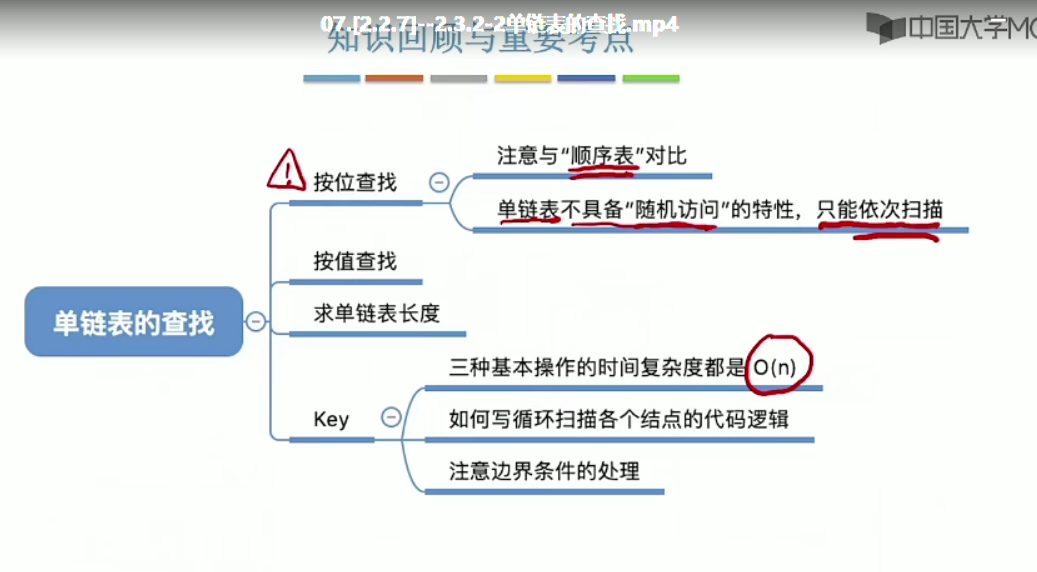 07.[2.2.7]--2.3.2-2单链表的查找.mp4
知识回顾与重要考点
中国大学MO
按位查找
注意与“顺序表”对比
单链表不具备“随机访问”的特性，只能依次扫描
按值查找
单链表的查找
求单链表长度
三种基本操作的时间复杂度都是 O(n)
Key
如何写循环扫描各个结点的代码逻辑
注意边界条件的处理